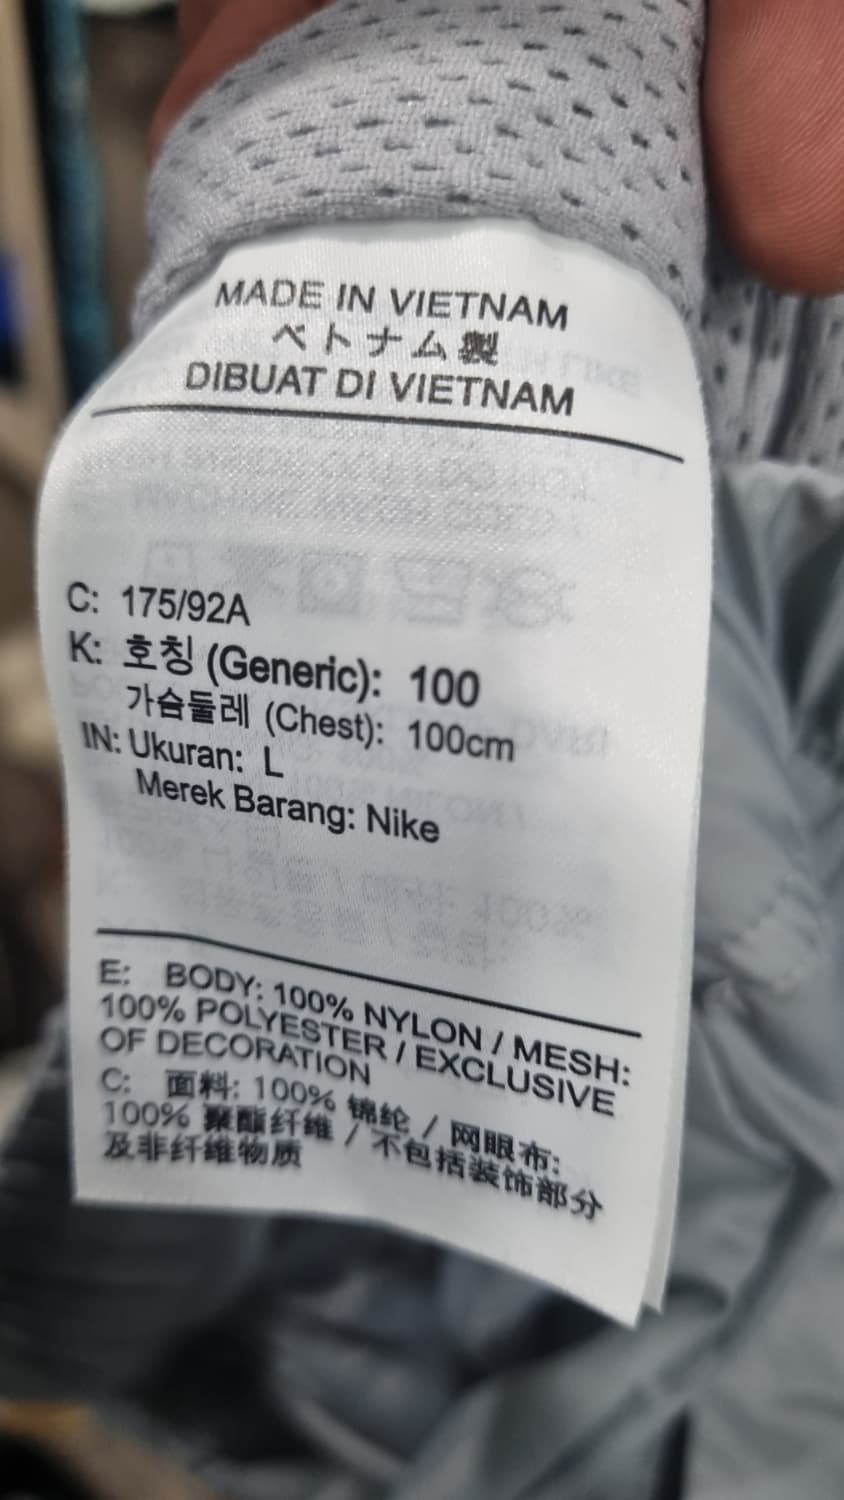 MADE IN VIETNAM
ベトナム製
DIBUAT DI VIETNAM
C: 175/92A
K: 호칭 (Generic): 100
가슴둘레 (Chest): 100cm
IN: Ukuran: L
Merek Barang: Nike
E: BODY: 100% NYLON / MESH:
100% POLYESTER / EXCLUSIVE
OF DECORATION
C: 面料: 100% 锦纶 / 网眼布:
100% 聚酯纤维 / 不包括装饰部分
及非纤维物质